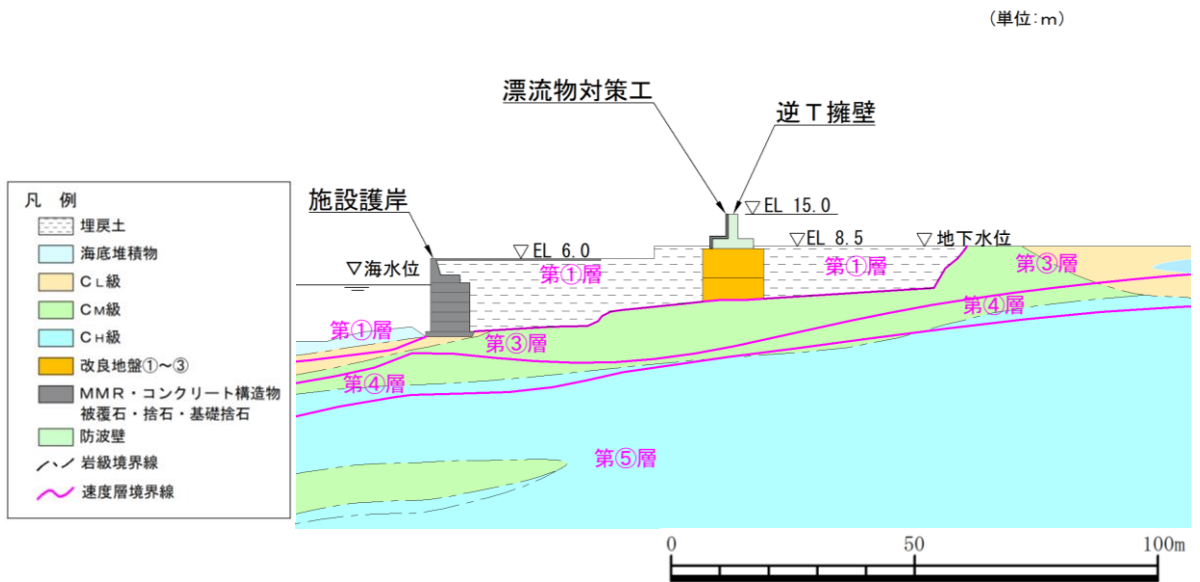 （単位：m）
漂流物対策工
逆Ｔ擁壁
施設護岸
▽EL 15.0
▽EL 6.0
▽EL 8.5
▽地下水位
▽海水位
第①層
第①層
第③層
第①層
第③層
第④層
第④層
第⑤層
凡　例
埋戻土
海底堆積物
ＣL級
ＣM級
ＣH級
改良地盤①～③
ＭＭＲ・コンクリート構造物
被覆石・捨石・基礎捨石
防波壁
岩級境界線
速度層境界線
0 50 100m